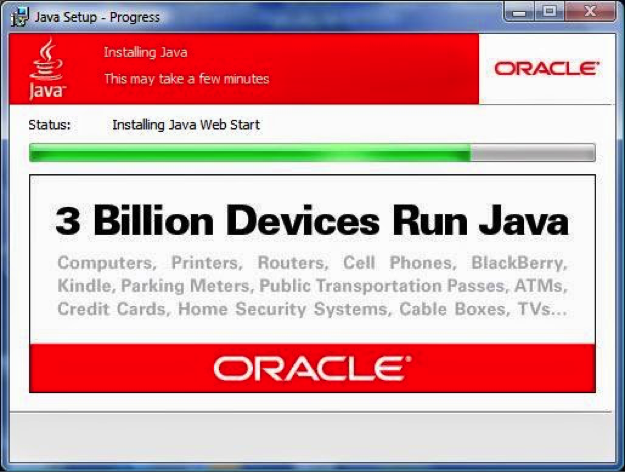 Java Setup - Progress
Installing Java
This may take a few minutes
Java™
ORACLE®
Status: Installing Java Web Start
3 Billion Devices Run Java
Computers, Printers, Routers, Cell Phones, BlackBerry,
Kindle, Parking Meters, Public Transportation Passes, ATMs,
Credit Cards, Home Security Systems, Cable Boxes, TVs...
ORACLE®